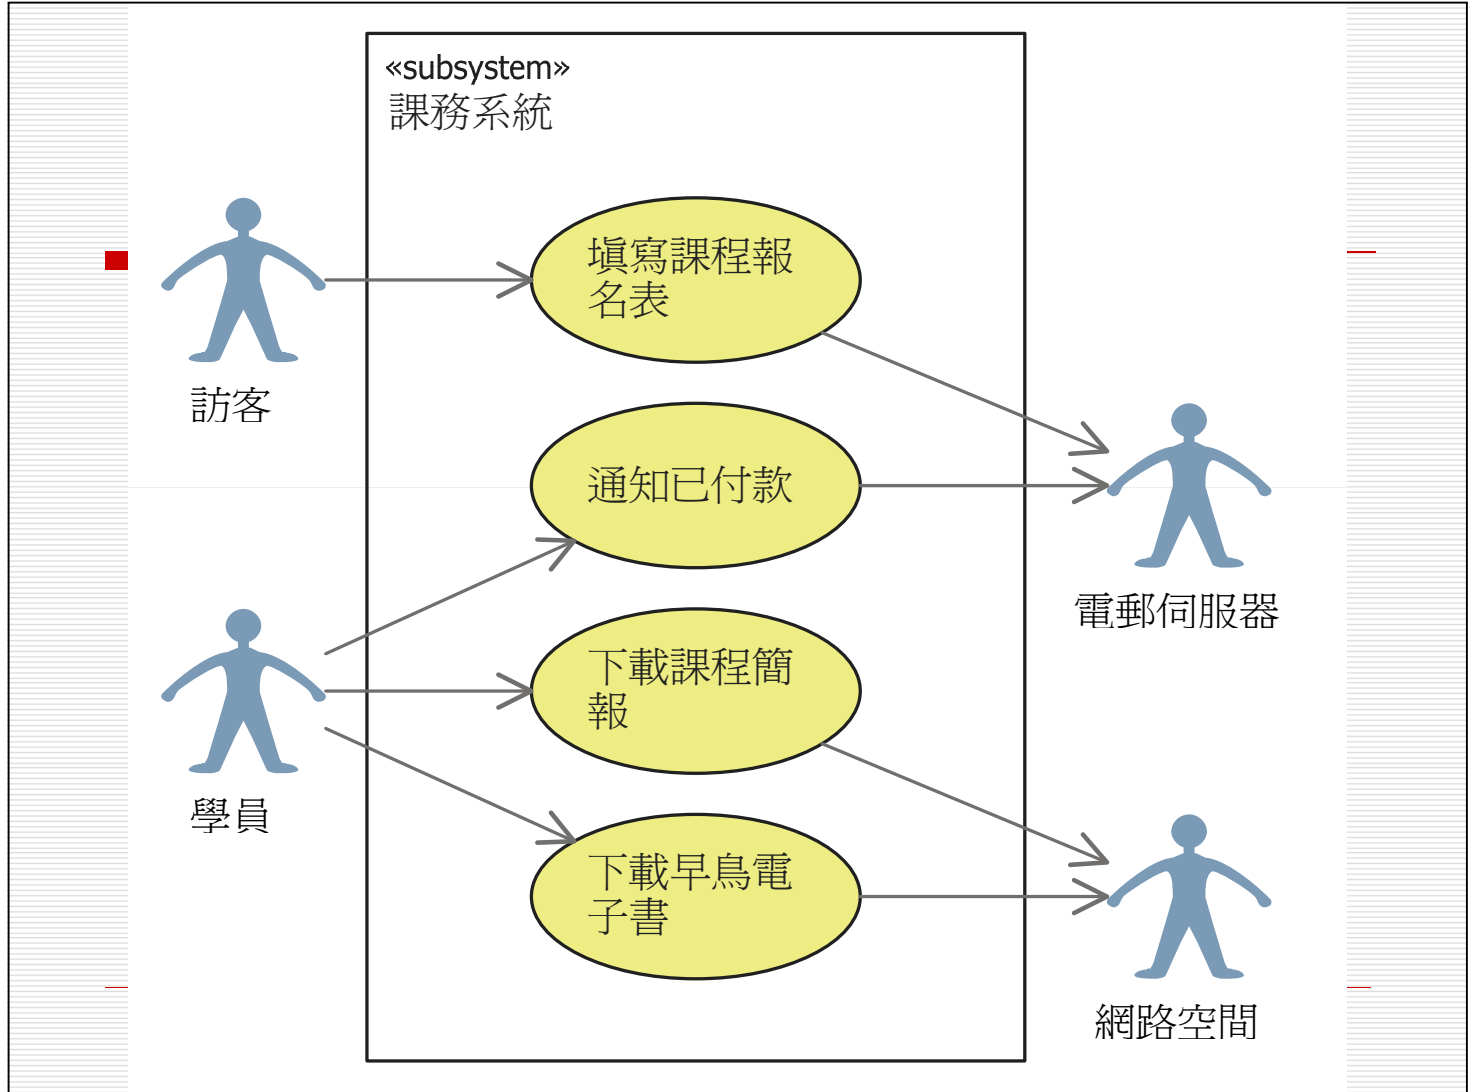 «subsystem»
課務系統
填寫課程報
名表
訪客
通知已付款
電郵伺服器
下載課程簡
報
學員
下載早鳥電
子書
網路空間